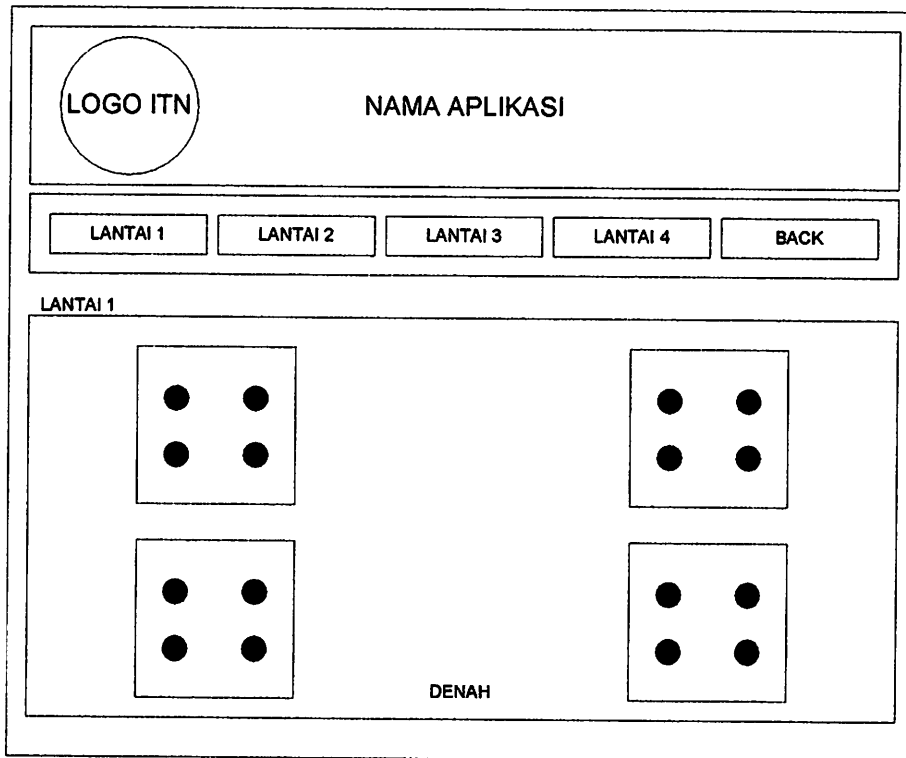 LOGO ITN
NAMA APLIKASI
LANTAI 1
LANTAI 2
LANTAI 3
LANTAI 4
BACK
LANTAI 1
DENAH